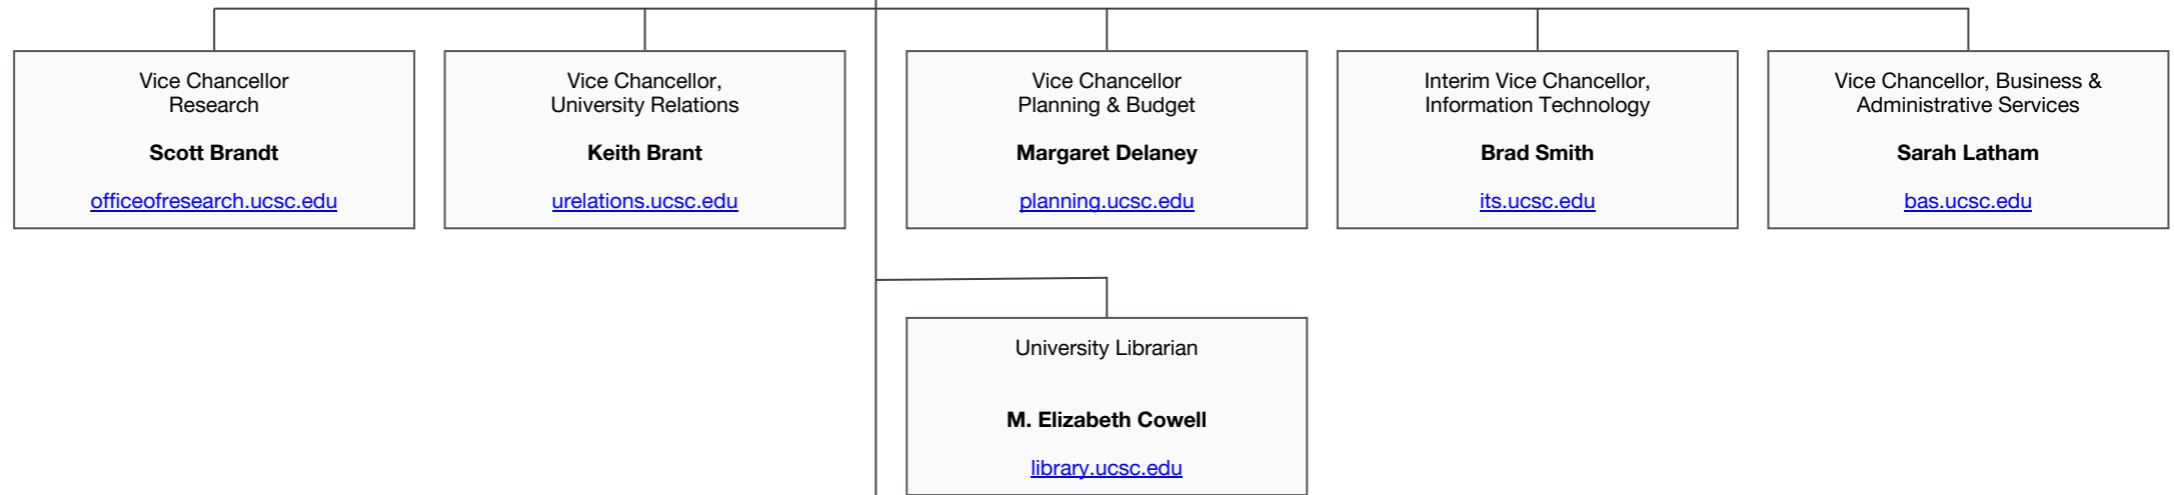 Vice Chancellor
Research
Scott Brandt
officeofresearch.ucsc.edu
Vice Chancellor,
University Relations
Keith Brant
urelations.ucsc.edu
Vice Chancellor
Planning & Budget
Margaret Delaney
planning.ucsc.edu
Interim Vice Chancellor,
Information Technology
Brad Smith
its.ucsc.edu
Vice Chancellor, Business &
Administrative Services
Sarah Latham
bas.ucsc.edu
University Librarian
M. Elizabeth Cowell
library.ucsc.edu